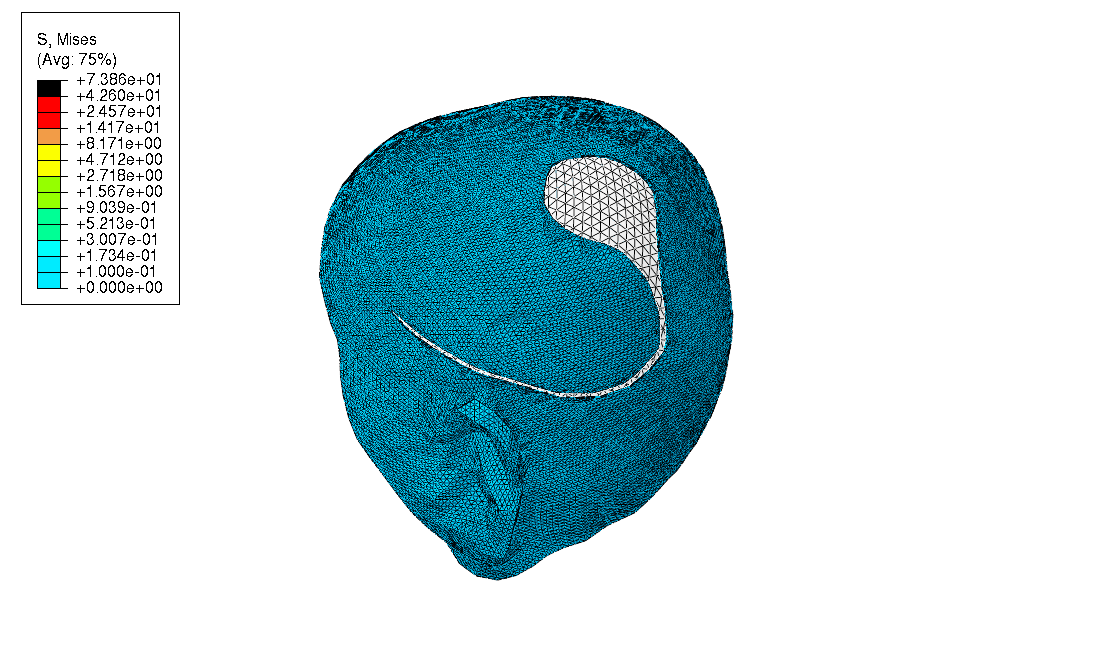 S, Mises
(Avg: 75%)
+7.386e+01
+4.260e+01
+2.457e+01
+1.417e+01
+8.171e+00
+4.712e+00
+2.718e+00
+1.567e+00
+9.039e-01
+5.213e-01
+3.007e-01
+1.734e-01
+1.000e-01
+0.000e+00